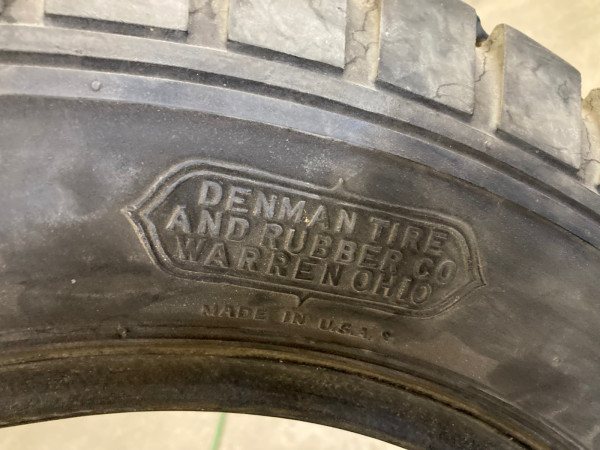 DENMAN TIRE
AND RUBBER CO
WARREN OHIO
MADE IN U.S.A.